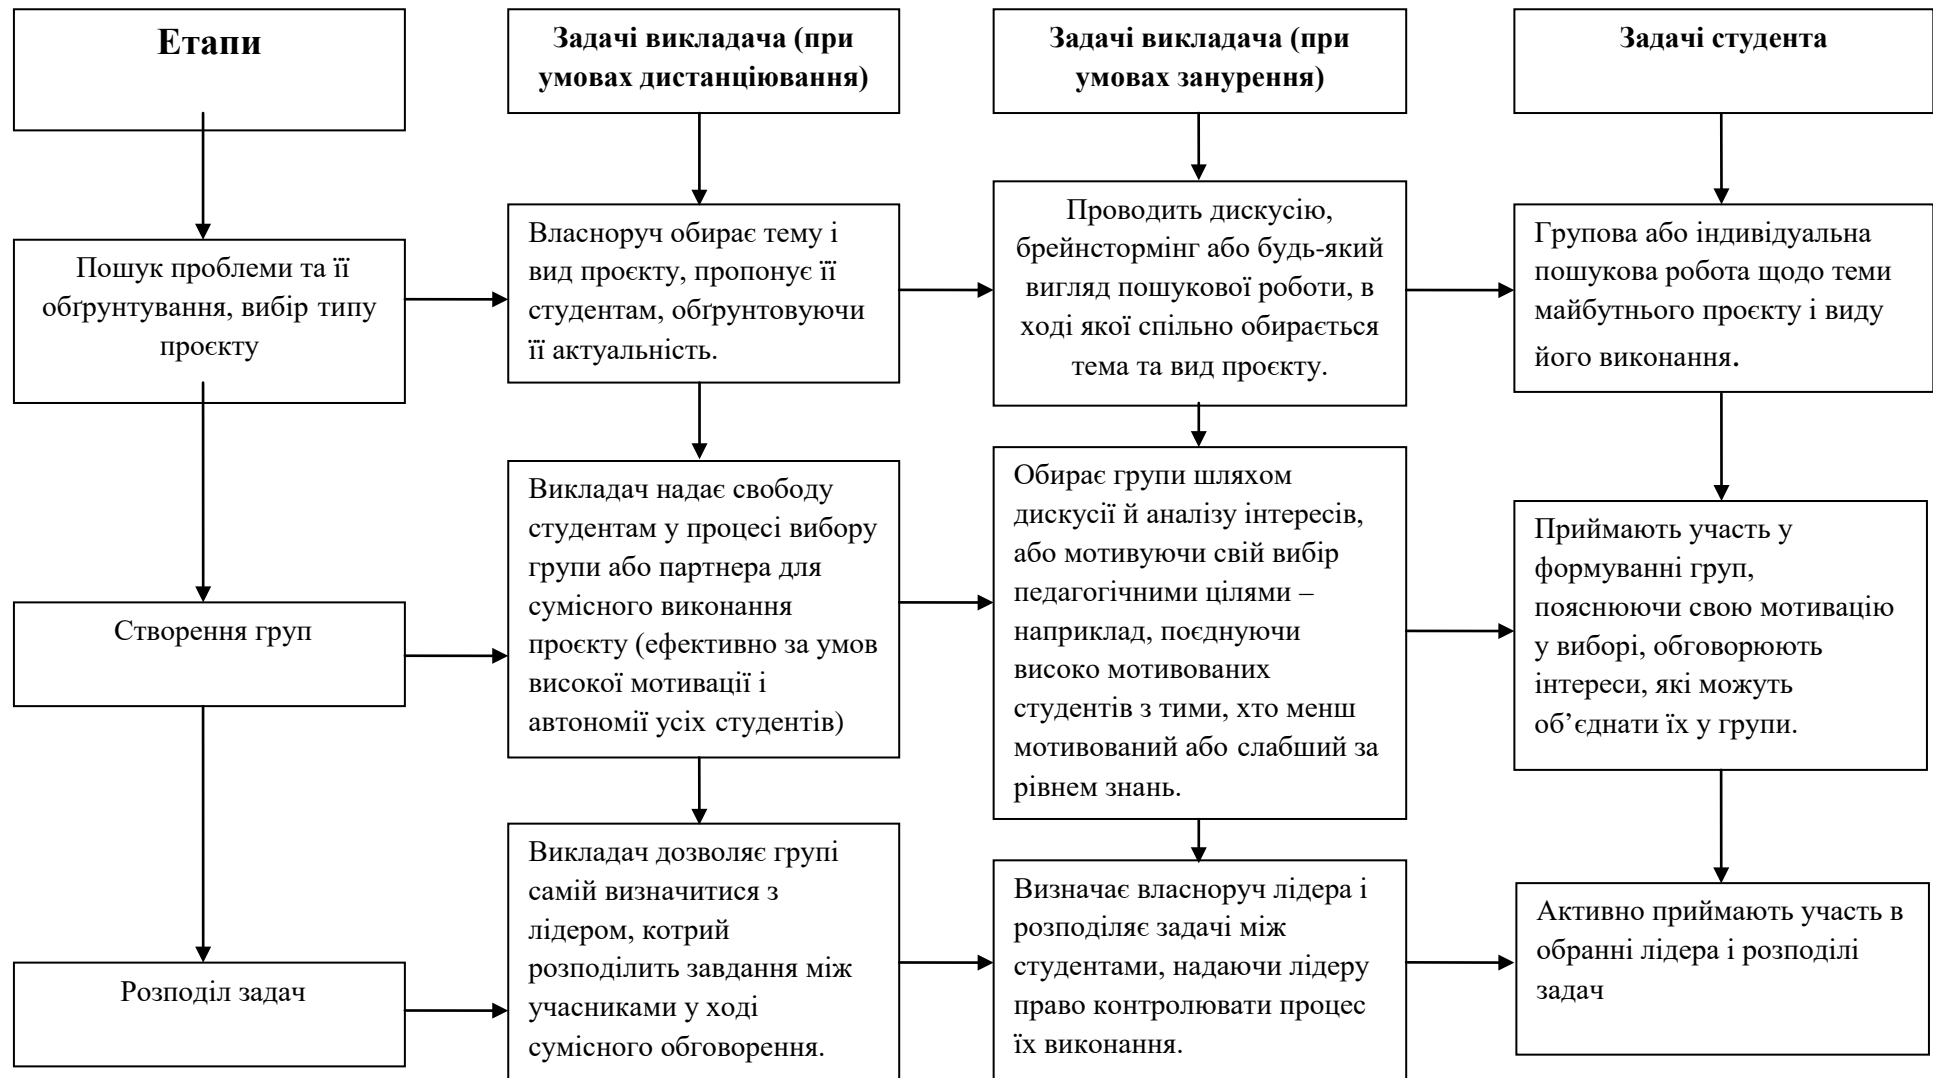 Етапи
Задачі викладача (при
умовах дистанціювання)
Задачі викладача (при
умовах занурення)
Задачі студента
Пошук проблеми та її
обґрунтування, вибір типу
проєкту
Власноруч обирає тему і
вид проєкту, пропонує її
студентам, обґрунтовуючи
її актуальність.
Проводить дискусію,
брейнстормінг або будь-який
вигляд пошукової роботи, в
ході якої спільно обирається
тема та вид проєкту.
Групова або індивідуальна
пошукова робота щодо теми
майбутнього проєкту і виду
його виконання.
Створення груп
Викладач надає свободу
студентам у процесі вибору
групи або партнера для
сумісного виконання
проєкту (ефективно за умов
високої мотивації і
автономії усіх студентів)
Обирає групи шляхом
дискусії й аналізу інтересів,
або мотивуючи свій вибір
педагогічними цілями –
наприклад, поєднуючи
високо мотивованих
студентів з тими, хто менш
мотивований або слабший за
рівнем знань.
Приймають участь у
формуванні груп,
пояснюючи свою мотивацію
у виборі, обговорюють
інтереси, які можуть
об’єднати їх у групи.
Розподіл задач
Викладач дозволяє групі
самій визначитися з
лідером, котрий
розподілить завдання між
учасниками у ході
сумісного обговорення.
Визначає власноруч лідера і
розподіляє задачі між
студентами, надаючи лідеру
право контролювати процес
їх виконання.
Активно приймають участь в
обранні лідера і розподілі
задач